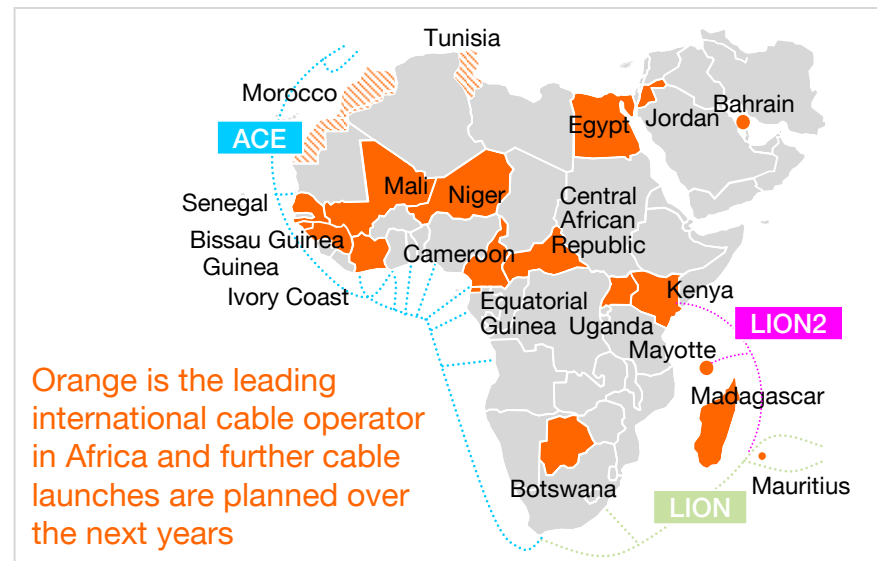 Tunisia
Morocco
ACE
Egypt
Jordan
Bahrain
Mali
Niger
Senegal
Central
African
Republic
Bissau Guinea
Guinea
Cameroon
Ivory Coast
Equatorial
Guinea
Uganda
Kenya
LION2
Mayotte
Madagascar
Orange is the leading
international cable operator
in Africa and further cable
launches are planned over
the next years
Botswana
LION
Mauritius